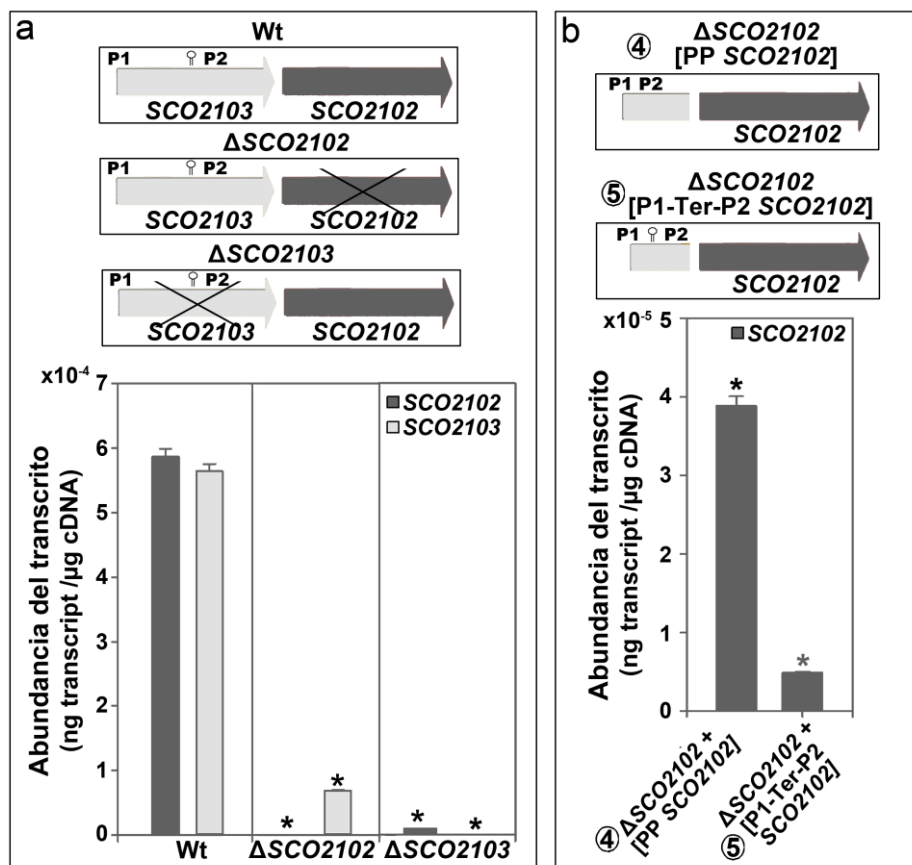 a
Wt
P1 P2
SCO2103 SCO2102
ΔSCO2102
P1 P2
SCO2103 SCO2102
ΔSCO2103
P1 P2
SCO2103 SCO2102
x10-4
Abundancia del transcrito
(ng transcript /µg cDNA)
7
6
5
4
3
2
1
0
SCO2102
SCO2103
* * * *
Wt ΔSCO2102 ΔSCO2103
b
④ ΔSCO2102
[PP SCO2102]
P1 P2
SCO2102
⑤ ΔSCO2102
[P1-Ter-P2 SCO2102]
P1 P2
SCO2102
x10-5
Abundancia del transcrito
(ng transcript /µg cDNA)
5
4
3
2
1
0
SCO2102
* *
④ ΔSCO2102 +
[PP SCO2102]
⑤ ΔSCO2102 +
[P1-Ter-P2
SCO2102]